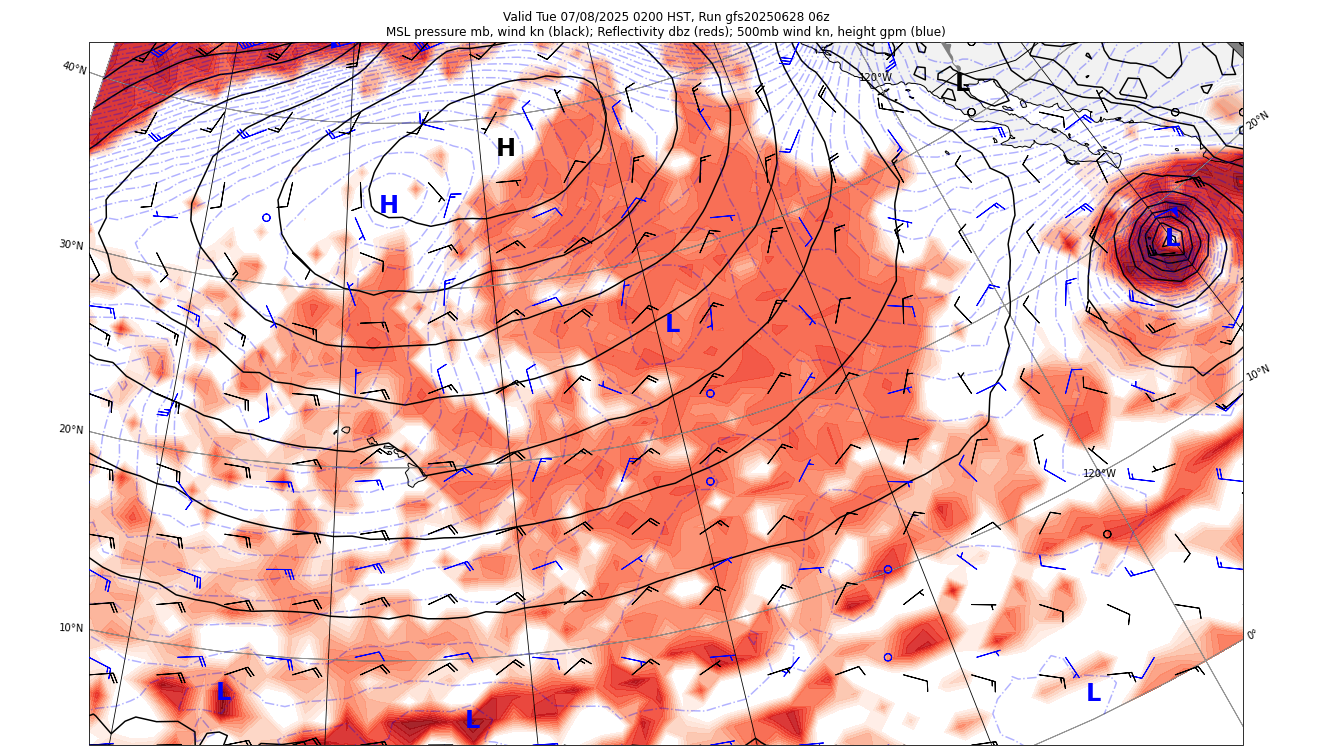 Valid Tue 07/08/2025 0200 HST, Run gfs20250628 06z
MSL pressure mb, wind kn (black); Reflectivity dbz (reds); 500mb wind kn, height gpm (blue)
40°N
120°W
L
20°N
H
H
L
30°N
L
10°N
20°N
120°W
10°N
0°
L
L
L